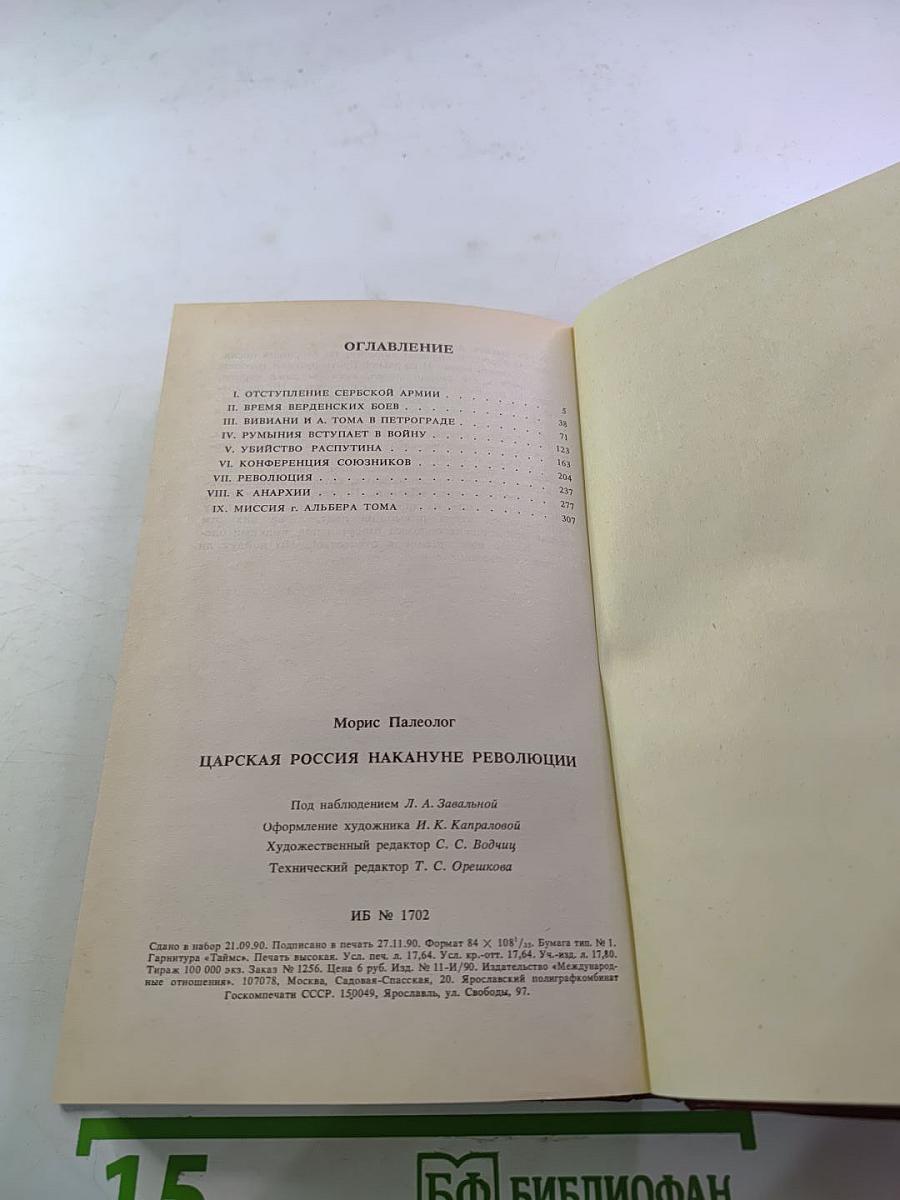 ОГЛАВЛЕНИЕ
I. ОТСТУПЛЕНИЕ СЕРБСКОЙ АРМИИ . . . . . . . 5
II. ВРЕМЯ ВЕРДЕНСКИХ БОЕВ . . . . . . . . . 38
III. ВИВИАНИ И А. ТОМА В ПЕТРОГРАДЕ . . . . . . 71
IV. РУМЫНИЯ ВСТУПАЕТ В ВОЙНУ . . . . . . . . 123
V. УБИЙСТВО РАСПУТИНА . . . . . . . . . . 163
VI. КОНФЕРЕНЦИЯ СОЮЗНИКОВ . . . . . . . . . 204
VII. РЕВОЛЮЦИЯ . . . . . . . . . . . . . . 237
VIII. К АНАРХИИ . . . . . . . . . . . . . . 277
IX. МИССИЯ г. АЛЬБЕРА ТОМА . . . . . . . . . 307
Морис Палеолог
ЦАРСКАЯ РОССИЯ НАКАНУНЕ РЕВОЛЮЦИИ
Под наблюдением Л. А. Завальной
Оформление художника И. К. Капраловой
Художественный редактор С. С. Водчиц
Технический редактор Т. С. Орешкова
ИБ № 1702
Сдано в набор 21.09.90. Подписано в печать 27.11.90. Формат 84 × 108¹/₃₂. Бумага тип. № 1.
Гарнитура «Таймс». Печать высокая. Усл. печ. л. 17,64. Усл. кр.-отт. 17,64. Уч.-изд. л. 17,80.
Тираж 100 000 экз. Заказ № 1256. Цена 6 руб. Изд. № 11-И/90. Издательство «Международ-
ные отношения». 107078, Москва, Садовая-Спасская, 20. Ярославский полиграфкомбинат
Госкомпечати СССР. 150049, Ярославль, ул. Свободы, 97.
15
БФ БИБЛИОФАН